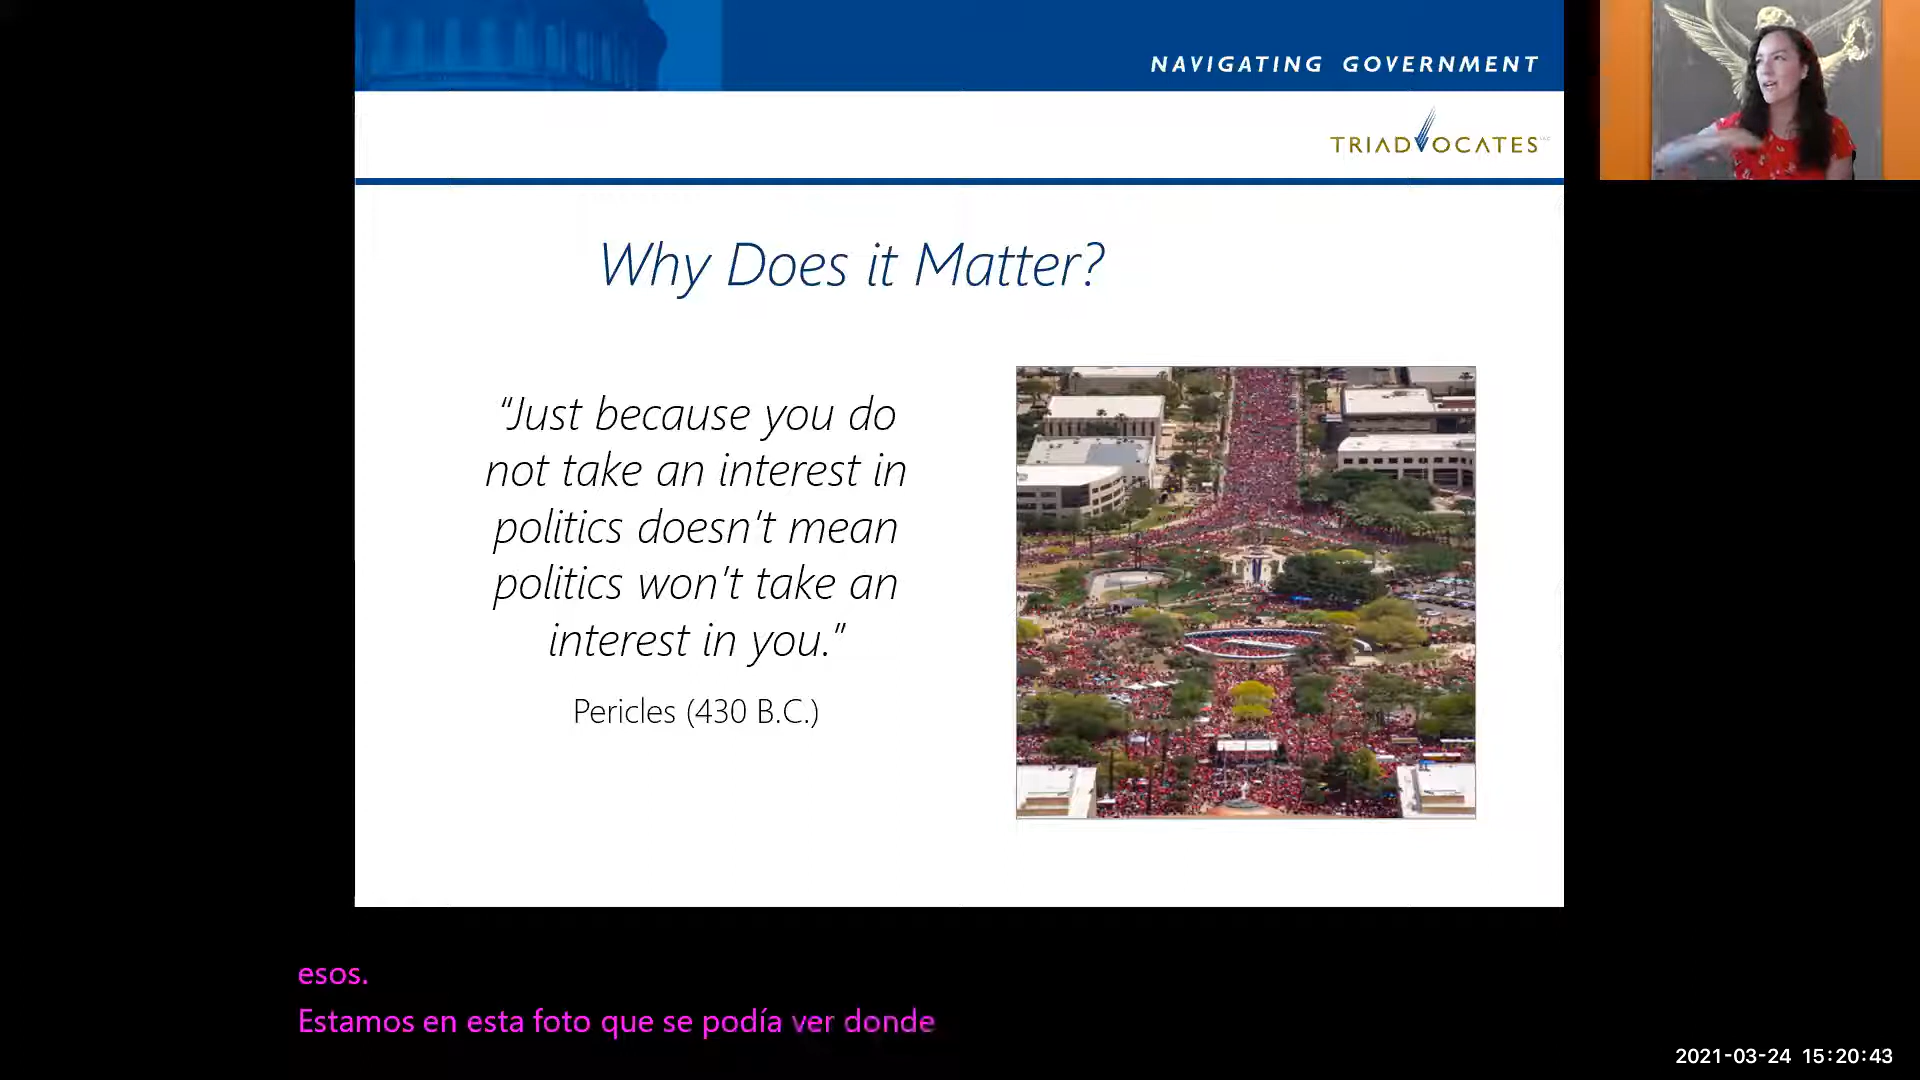 NAVIGATING GOVERNMENT
TRIADVOCATES
Why Does it Matter?
“Just because you do
not take an interest in
politics doesn't mean
politics won't take an
interest in you.”
Pericles (430 B.C.)
esos.
Estamos en esta foto que se podía ver donde
2021-03-24 15:20:43